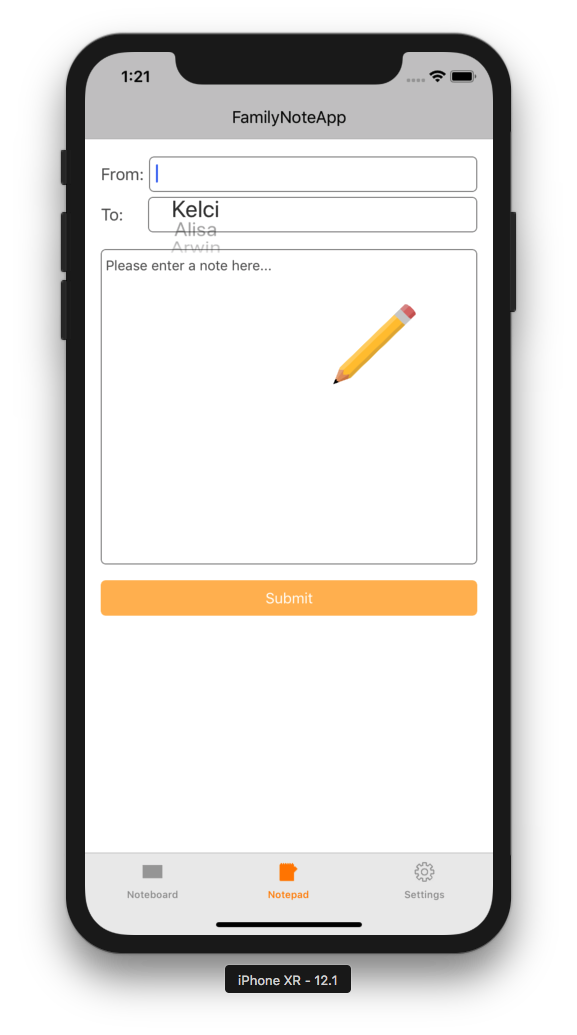 1:21
FamilyNoteApp
From:
To: Kelci
Alisa
Arwin
Please enter a note here...
Submit
Noteboard Notepad Settings
iPhone XR - 12.1